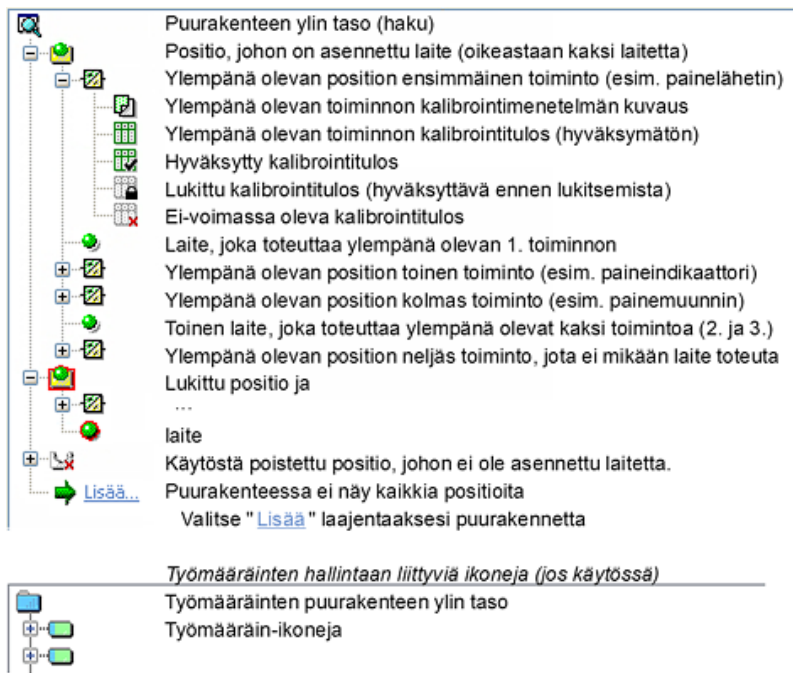 Puurakenteen ylin taso (haku)
Positio, johon on asennettu laite (oikeastaan kaksi laitetta)
Ylempänä olevan position ensimmäinen toiminto (esim. painelähetin)
Ylempänä olevan toiminnon kalibrointimenetelmän kuvaus
Ylempänä olevan toiminnon kalibrointitulos (hyväksymätön)
Hyväksytty kalibrointitulos
Lukittu kalibrointitulos (hyväksyttävä ennen lukitsemista)
Ei-voimassa oleva kalibrointitulos
Laite, joka toteuttaa ylempänä olevan 1. toiminnon
Ylempänä olevan position toinen toiminto (esim. paineindikaattori)
Ylempänä olevan position kolmas toiminto (esim. painemuunnin)
Toinen laite, joka toteuttaa ylempänä olevat kaksi toimintoa (2. ja 3.)
Ylempänä olevan position neljäs toiminto, jota ei mikään laite toteuta
Lukittu positio ja
...
laite
Käytöstä poistettu positio, johon ei ole asennettu laitetta.
Lisää... Puurakenteessa ei näy kaikkia positioita
Valitse "Lisää" laajentaaksesi puurakennetta
Työmääräinten hallintaan liittyviä ikoneja (jos käytössä)
Työmääräinten puurakenteen ylin taso
Työmääräin-ikoneja